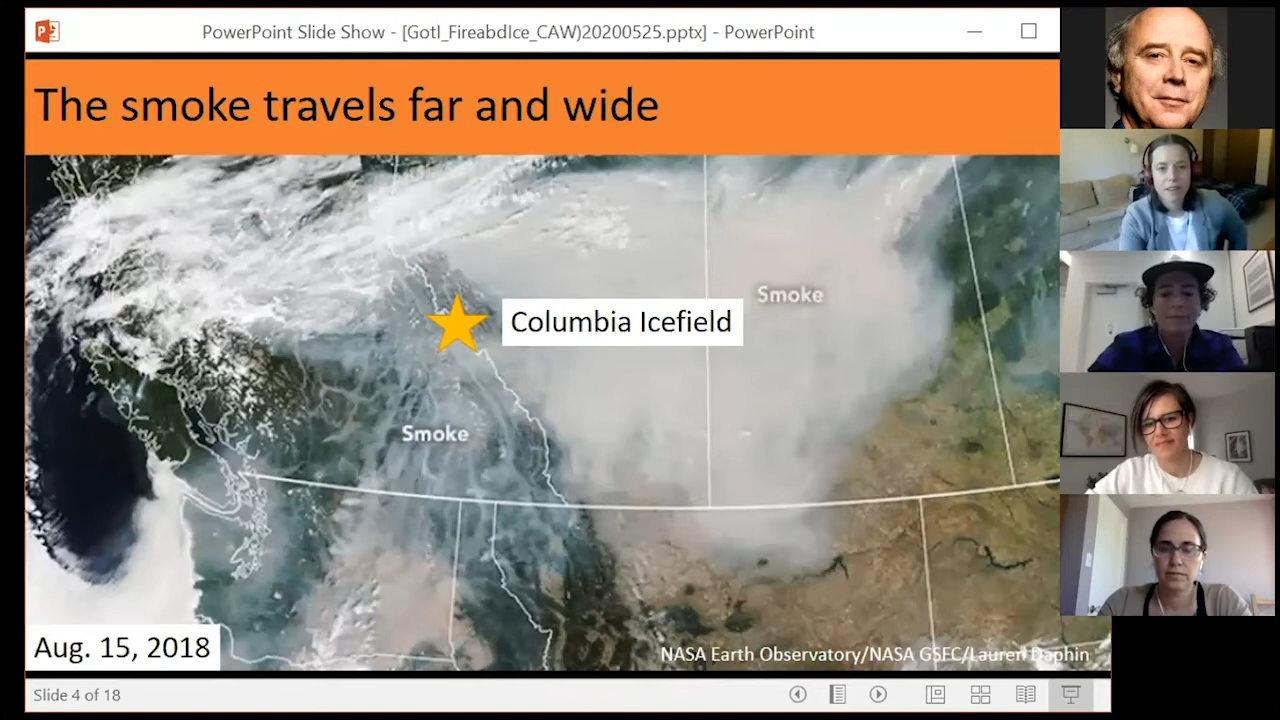 PowerPoint Slide Show - [GotI_FireabdIce_CAW)20200525.pptx] - PowerPoint
The smoke travels far and wide
Smoke
Columbia Icefield
Smoke
Aug. 15, 2018
NASA Earth Observatory/NASA GSFC/Lauren Daphin
Slide 4 of 18